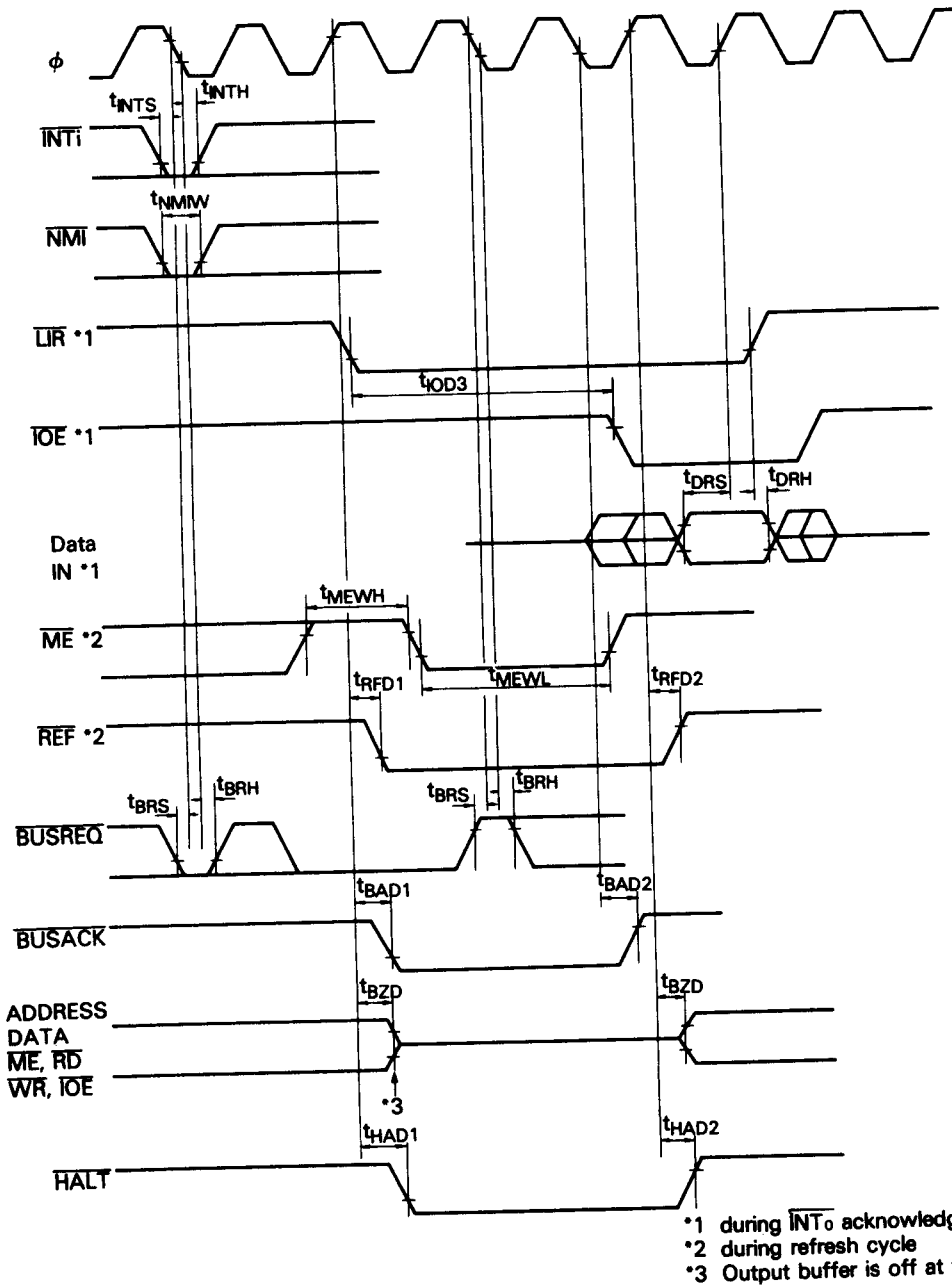 φ
tINTS tINTH
INTi
tNMIW
NMI
LIR *1
tIOD3
IOE *1
tDRS tDRH
Data
IN *1
tMEWH
ME *2
tMEWL
tRFD1 tRFD2
REF *2
tBRS tBRH tBRS tBRH
BUSREQ
tBAD1 tBAD2
BUSACK
tBZD tBZD
ADDRESS
DATA
ME, RD
WR, IOE
*3
tHAD1 tHAD2
HALT
*1 during INT0 acknowledg
*2 during refresh cycle
*3 Output buffer is off at